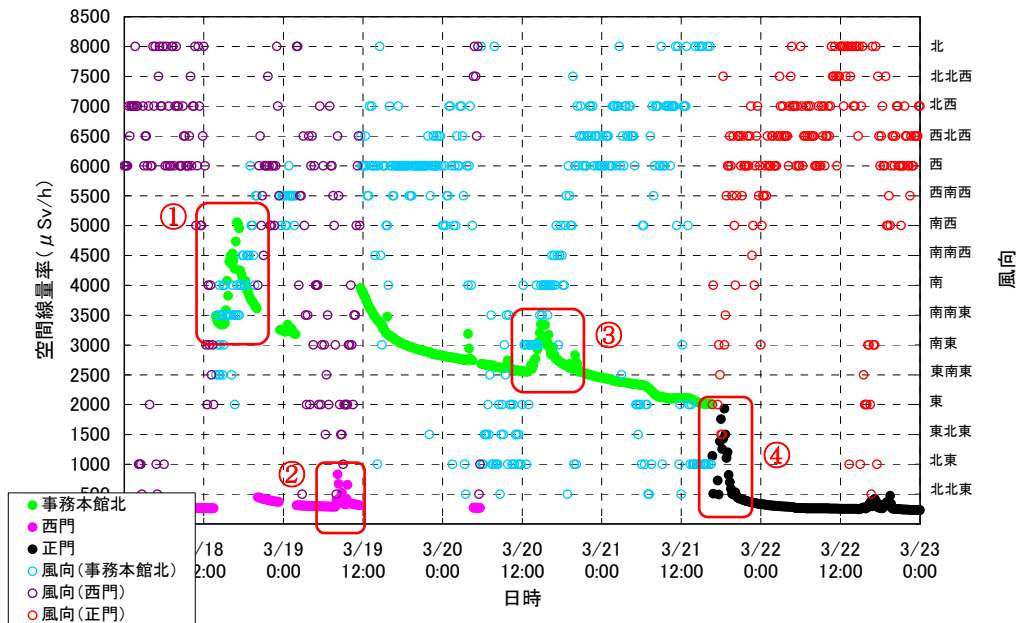 8000
7500
7000
6500
6000
5500
5000
4500
4000
3500
3000
2500
2000
1500
1000
500
空間線量率(μSv/h)
北
北北西
北西
西北西
西
西南西
南西
南南西
南
南南東
南東
東南東
東
東北東
北東
北北東
風向
①
②
③
④
/18 3/19 3/19 3/20 3/20 3/21 3/21 3/22 3/22 3/23
2:00 0:00 12:00 0:00 12:00 0:00 12:00 0:00 12:00 0:00
日時
事務本館北
西門
正門
風向(事務本館北)
風向(西門)
風向(正門)